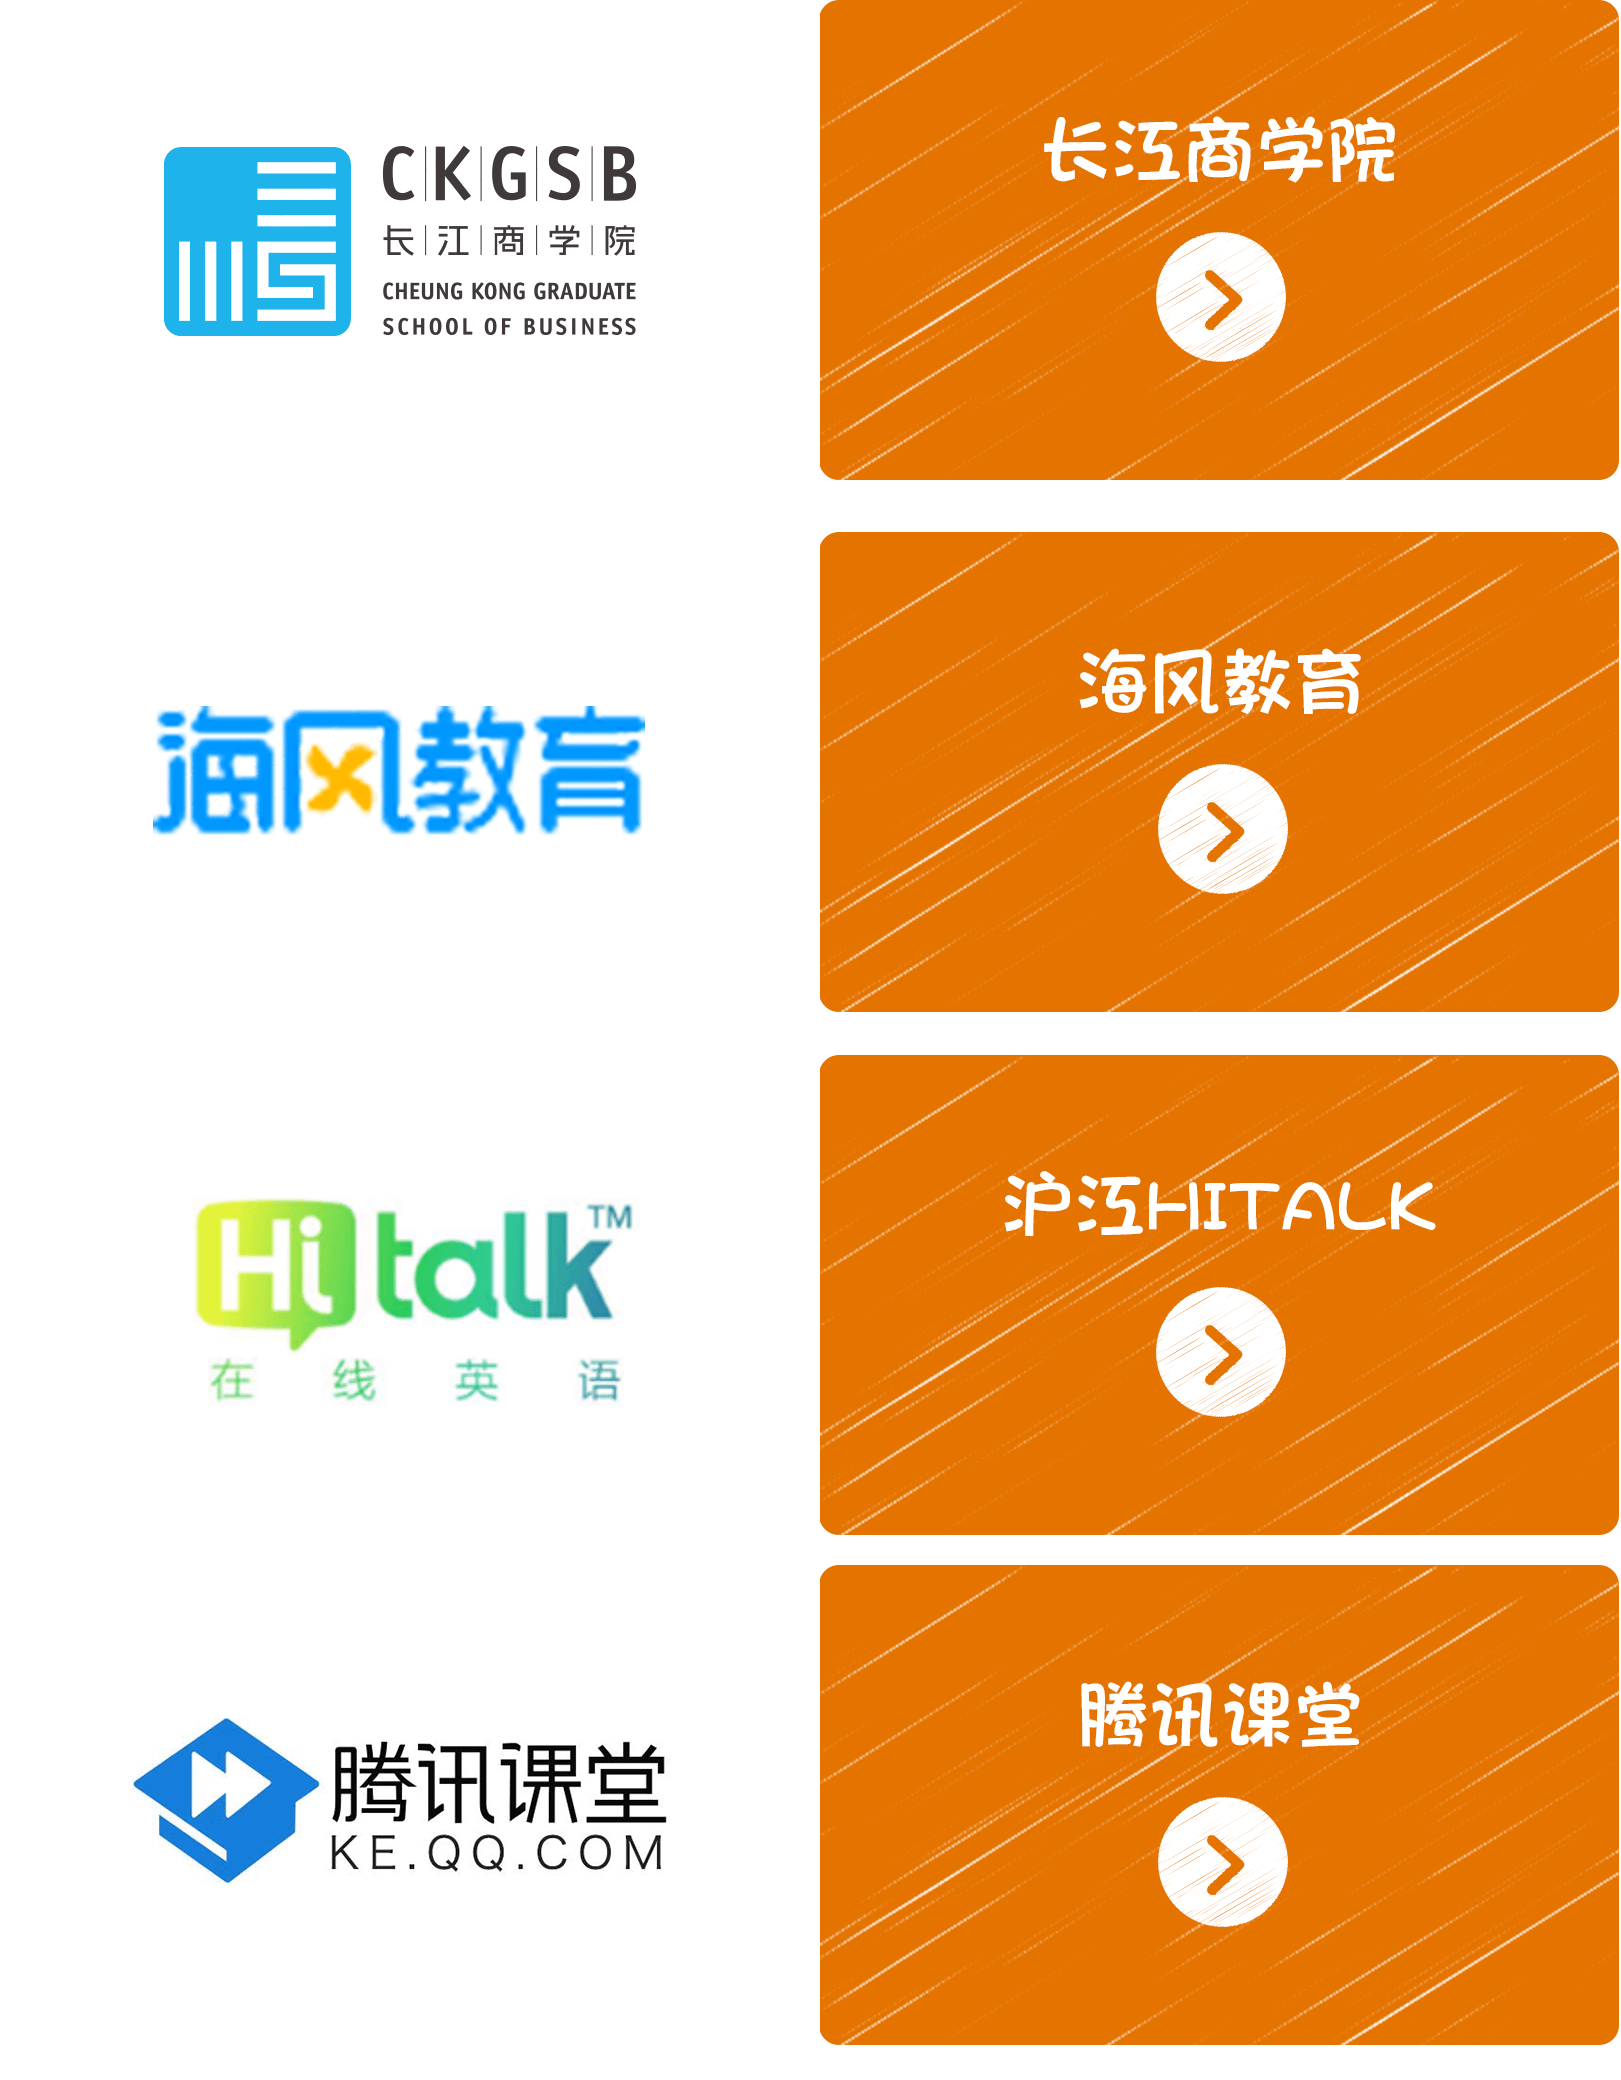 CKGSB
长江商学院
CHEUNG KONG GRADUATE
SCHOOL OF BUSINESS
长江商学院
海风教育
海风教育
Hi talk™
在线英语
沪江HITALK
腾讯课堂
KE.QQ.COM
腾讯课堂